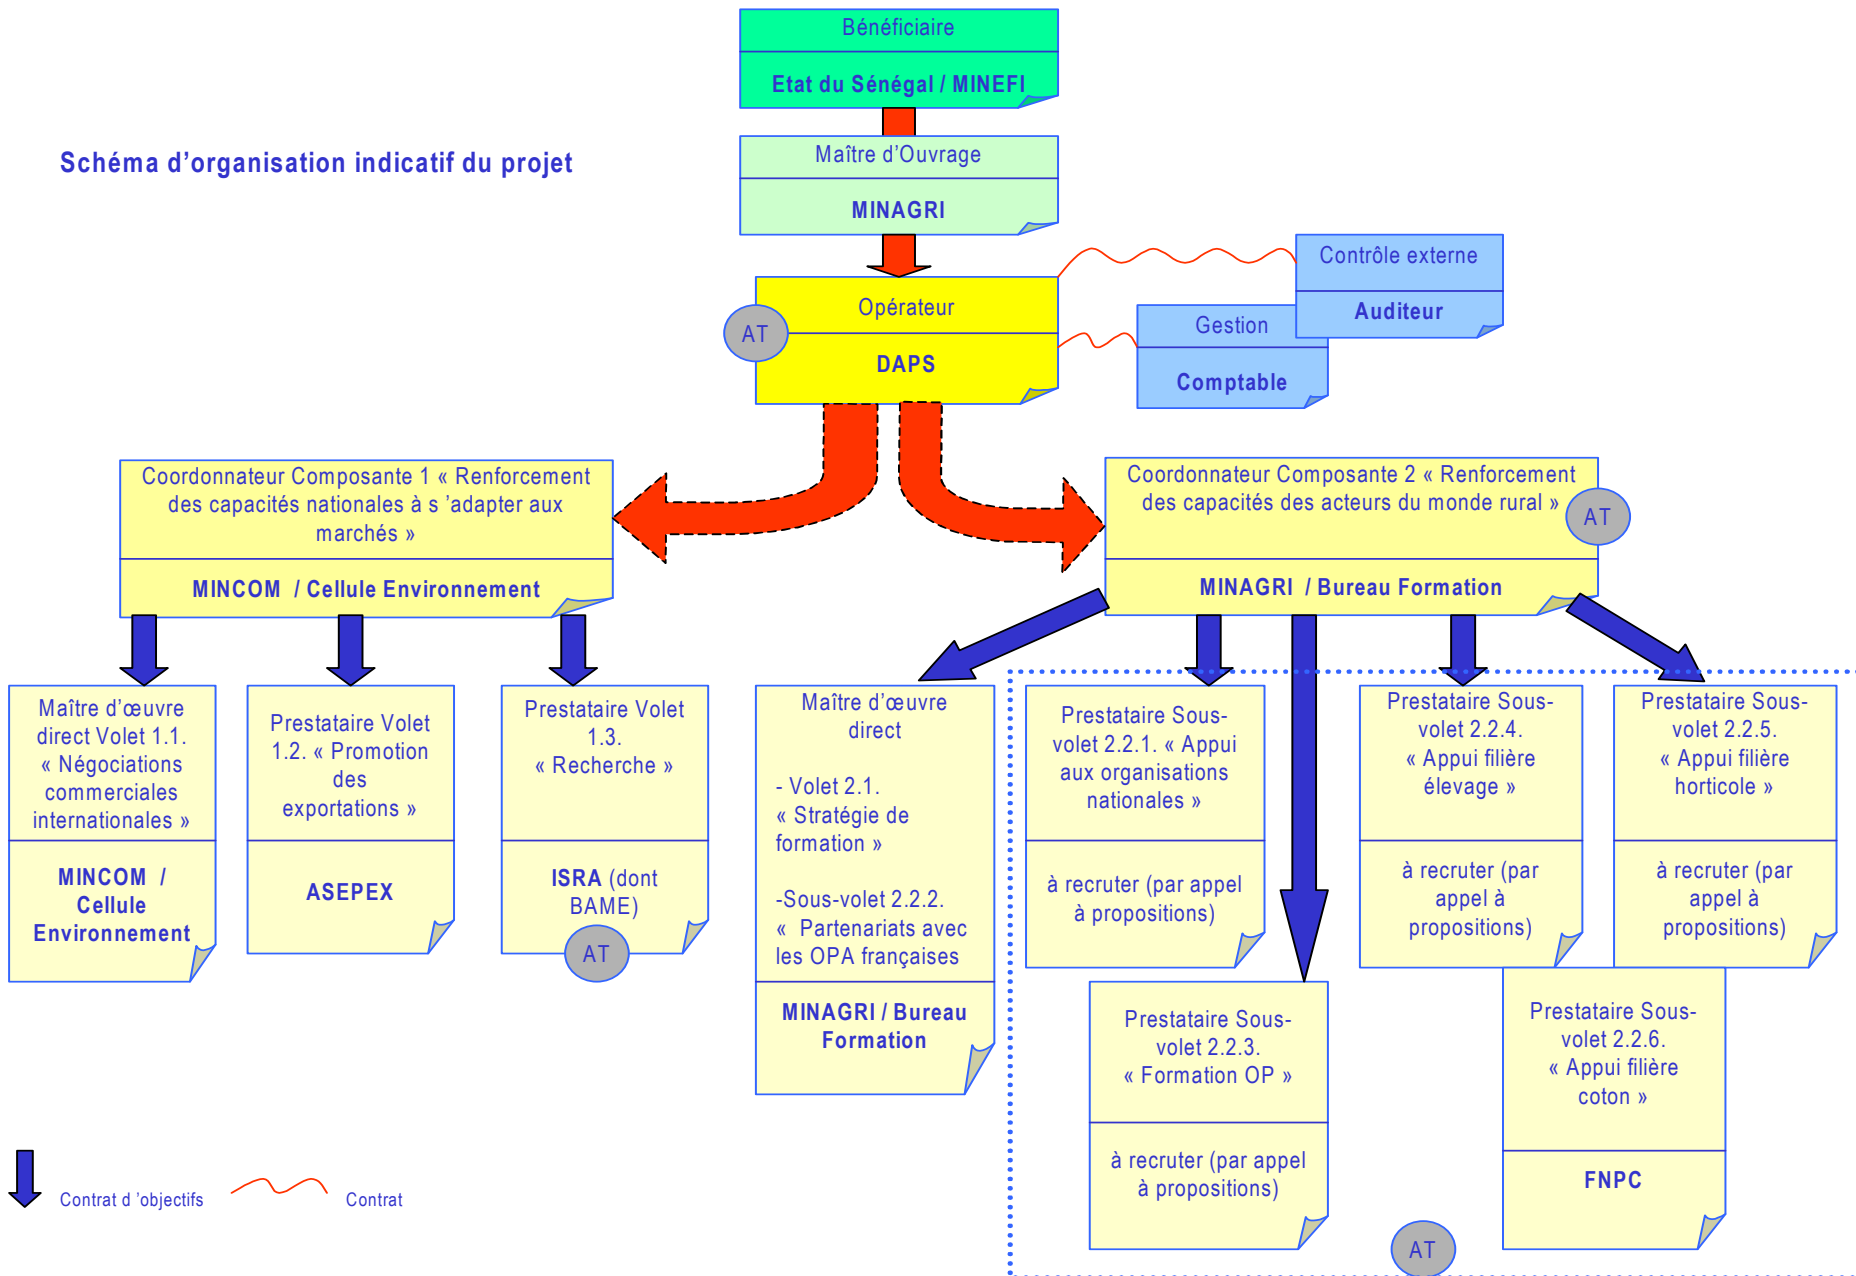 Bénéficiaire
Etat du Sénégal / MINEFI
Schéma d’organisation indicatif du projet
Maître d’Ouvrage
MINAGRI
Contrôle externe
Auditeur
Opérateur
AT
DAPS
Gestion
Comptable
Coordonnateur Composante 1 « Renforcement
des capacités nationales à s ’adapter aux
marchés »
MINCOM / Cellule Environnement
Coordonnateur Composante 2 « Renforcement
des capacités des acteurs du monde rural »
AT
MINAGRI / Bureau Formation
Maître d’œuvre
direct Volet 1.1.
« Négociations
commerciales
internationales »
MINCOM /
Cellule
Environnement
Prestataire Volet
1.2. « Promotion
des
exportations »
ASEPEX
Prestataire Volet
1.3.
« Recherche »
ISRA (dont
BAME)
AT
Maître d’œuvre
direct
- Volet 2.1.
« Stratégie de
formation »
-Sous-volet 2.2.2.
« Partenariats avec
les OPA françaises
MINAGRI / Bureau
Formation
Prestataire Sous-
volet 2.2.1. « Appui
aux organisations
nationales »
à recruter (par appel
à propositions)
Prestataire Sous-
volet 2.2.4.
« Appui filière
élevage »
à recruter (par
appel à
propositions)
Prestataire Sous-
volet 2.2.5.
« Appui filière
horticole »
à recruter (par
appel à
propositions)
Prestataire Sous-
volet 2.2.3.
« Formation OP »
à recruter (par appel
à propositions)
Prestataire Sous-
volet 2.2.6.
« Appui filière
coton »
FNPC
AT
Contrat d ’objectifs
Contrat